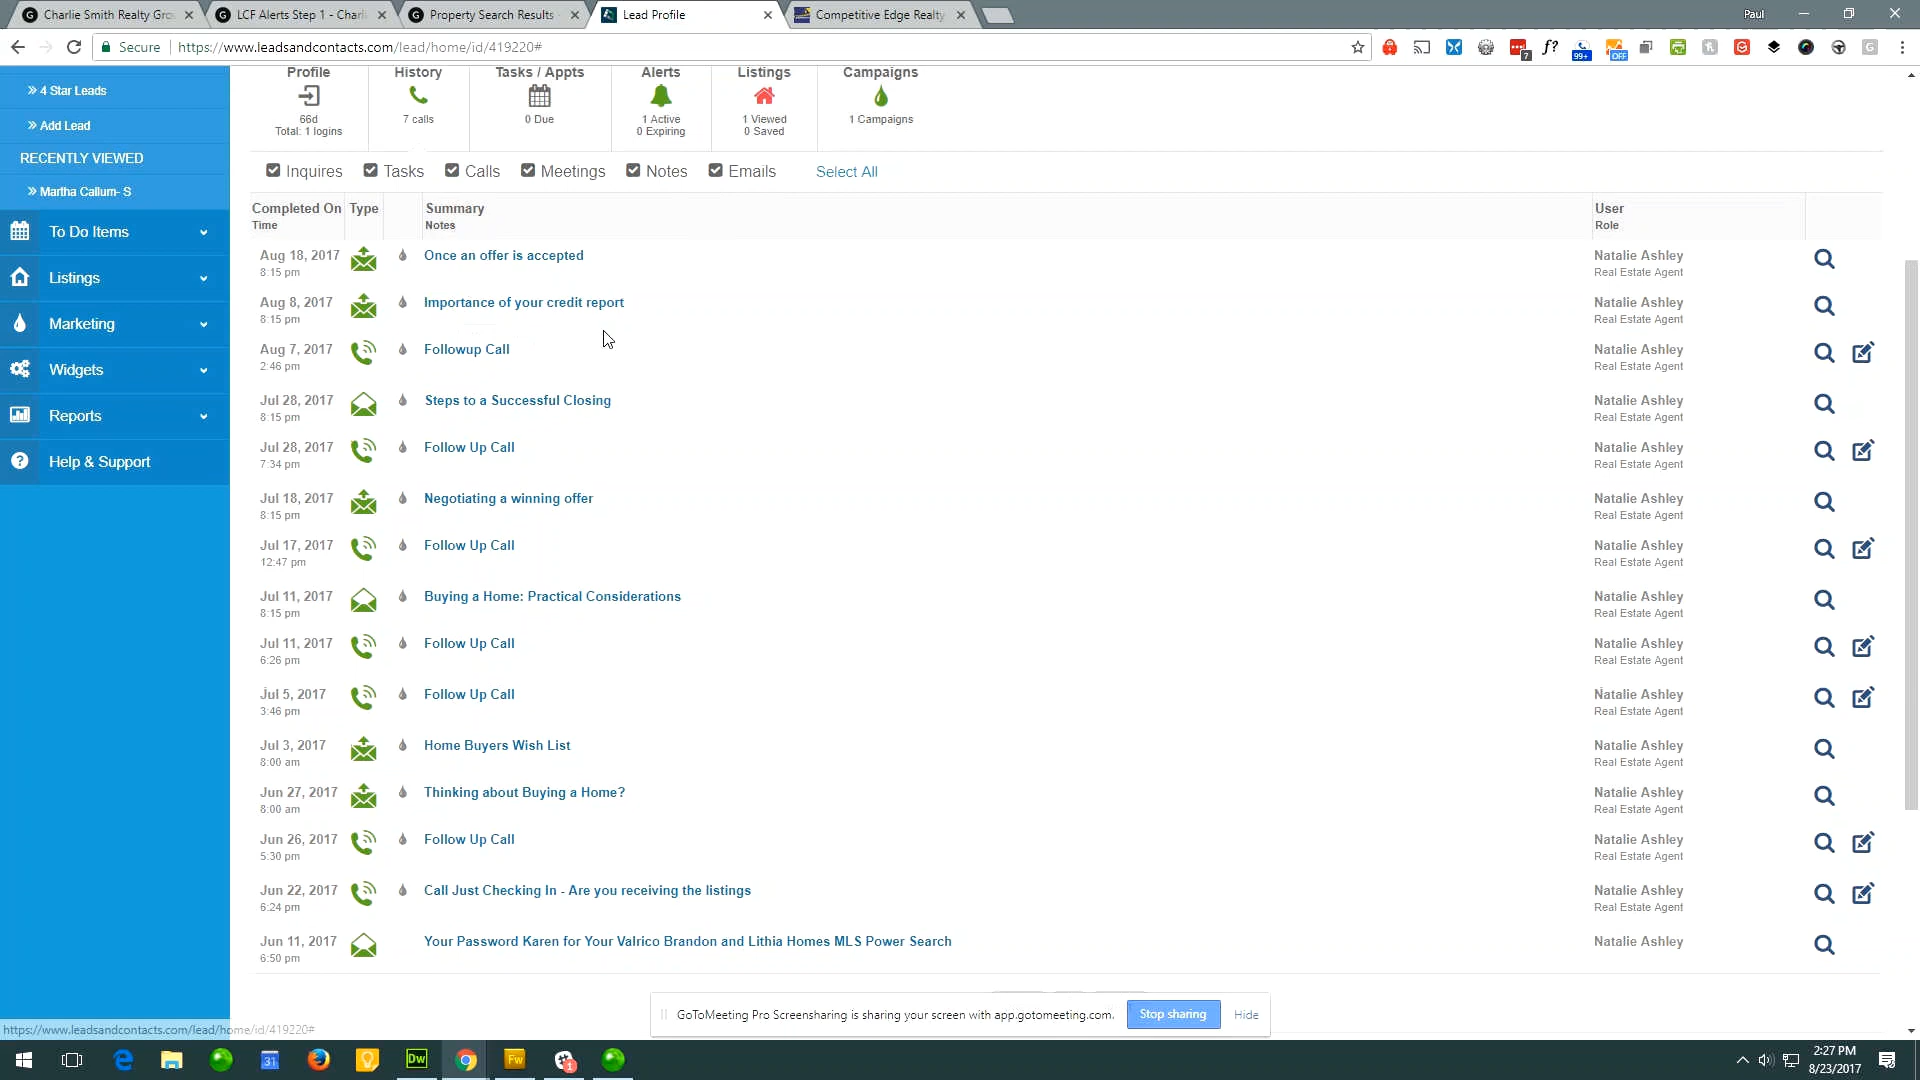 Charlie Smith Realty Gro
LCF Alerts Step 1 - Charli
Property Search Results
Lead Profile
Competitive Edge Realty
Paul
Secure
https://www.leadsandcontacts.com/lead/home/id/419220#
7
f?
99+
OFF
G
4 Star Leads
Add Lead
RECENTLY VIEWED
Martha Callum- S
To Do Items
Listings
Marketing
Widgets
Reports
Help & Support
Profile
66d
Total: 1 logins
History
7 calls
Tasks / Appts
0 Due
Alerts
1 Active
0 Expiring
Listings
1 Viewed
0 Saved
Campaigns
1 Campaigns
Inquires Tasks Calls Meetings Notes Emails Select All
Completed On Type Summary User
Time Notes Role
Aug 18, 2017 Once an offer is accepted Natalie Ashley
8:15 pm Real Estate Agent
Aug 8, 2017 Importance of your credit report Natalie Ashley
8:15 pm Real Estate Agent
Aug 7, 2017 Followup Call Natalie Ashley
2:46 pm Real Estate Agent
Jul 28, 2017 Steps to a Successful Closing Natalie Ashley
8:15 pm Real Estate Agent
Jul 28, 2017 Follow Up Call Natalie Ashley
7:34 pm Real Estate Agent
Jul 18, 2017 Negotiating a winning offer Natalie Ashley
8:15 pm Real Estate Agent
Jul 17, 2017 Follow Up Call Natalie Ashley
12:47 pm Real Estate Agent
Jul 11, 2017 Buying a Home: Practical Considerations Natalie Ashley
8:15 pm Real Estate Agent
Jul 11, 2017 Follow Up Call Natalie Ashley
6:26 pm Real Estate Agent
Jul 5, 2017 Follow Up Call Natalie Ashley
3:46 pm Real Estate Agent
Jul 3, 2017 Home Buyers Wish List Natalie Ashley
8:00 am Real Estate Agent
Jun 27, 2017 Thinking about Buying a Home? Natalie Ashley
8:00 am Real Estate Agent
Jun 26, 2017 Follow Up Call Natalie Ashley
5:30 pm Real Estate Agent
Jun 22, 2017 Call Just Checking In - Are you receiving the listings Natalie Ashley
6:24 pm Real Estate Agent
Jun 11, 2017 Your Password Karen for Your Valrico Brandon and Lithia Homes MLS Power Search Natalie Ashley
6:50 pm
GoToMeeting Pro Screensharing is sharing your screen with app.gotomeeting.com. Stop sharing Hide
https://www.leadsandcontacts.com/lead/home/id/419220#
31
Dw
Fw
1
2:27 PM
8/23/2017